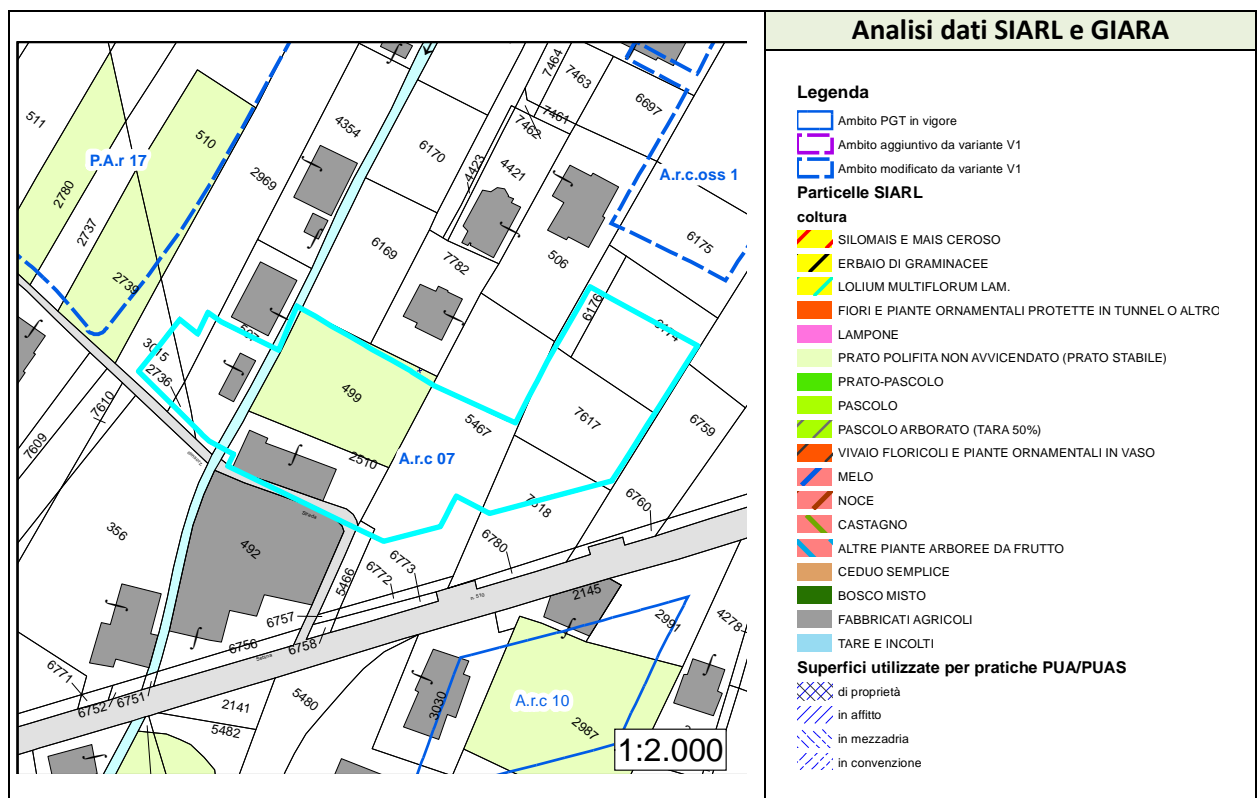 Analisi dati SIARL e GIARA
Legenda
Ambito PGT in vigore
Ambito aggiuntivo da variante V1
Ambito modificato da variante V1
Particelle SIARL
coltura
SILOMAIS E MAIS CEROSO
ERBAIO DI GRAMINACEE
LOLIUM MULTIFLORUM LAM.
FIORI E PIANTE ORNAMENTALI PROTETTE IN TUNNEL O ALTRO
LAMPONE
PRATO POLIFITA NON AVVICENDATO (PRATO STABILE)
PRATO-PASCOLO
PASCOLO
PASCOLO ARBORATO (TARA 50%)
VIVAIO FLORICOLI E PIANTE ORNAMENTALI IN VASO
MELO
NOCE
CASTAGNO
ALTRE PIANTE ARBOREE DA FRUTTO
CEDUO SEMPLICE
BOSCO MISTO
FABBRICATI AGRICOLI
TARE E INCOLTI
Superfici utilizzate per pratiche PUA/PUAS
di proprietà
in affitto
in mezzadria
in convenzione
511
510
P.A.r 17
2780
2737
2739
2969
4354
6170
6169
4423
4421
7462
7461
7464
7463
6697
A.r.c.oss 1
6175
506
7782
6176
3015
2736
7610
7609
499
2510
A.r.c 07
5467
7617
6759
7618
6760
6780
356
492
Strada
5466
6772
6773
6757
6756
6758
n. 510
2145
2991
4278
6771
6752
6751
2141
5482
5480
3030
A.r.c 10
2987
1:2.000